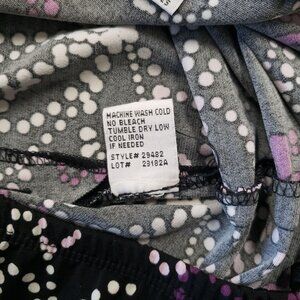 MACHINE WASH COLD
NO BLEACH
TUMBLE DRY LOW
COOL IRON
IF NEEDED
STYLE# 29482
LOT# 29182A